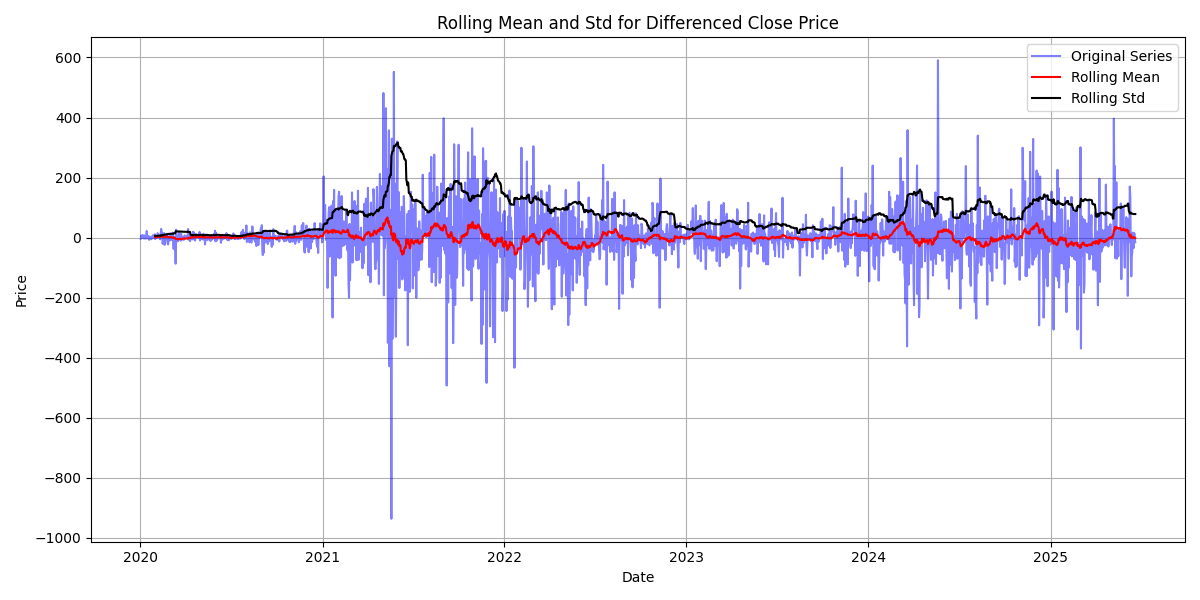 Rolling Mean and Std for Differenced Close Price
Original Series
Rolling Mean
Rolling Std
600
400
200
0
−200
−400
−600
−800
−1000
Price
2020
2021
2022
2023
2024
2025
Date